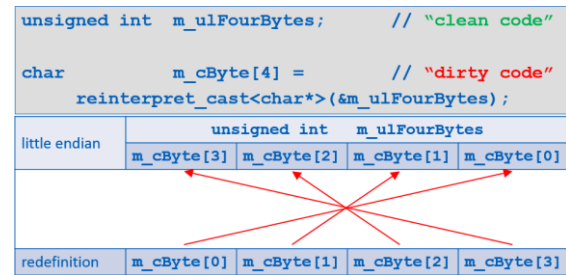 unsigned int m_ulFourBytes; // “clean code”
char m_cByte[4] = // “dirty code”
reinterpret_cast<char*>(&m_ulFourBytes);
unsigned int m_ulFourBytes
little endian
m_cByte[3] m_cByte[2] m_cByte[1] m_cByte[0]
redefinition m_cByte[0] m_cByte[1] m_cByte[2] m_cByte[3]